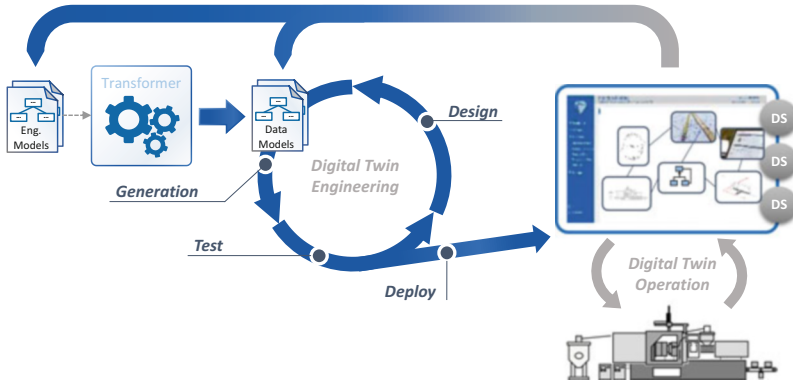 Transformer
Eng.
Models
Data
Models
Design
Digital Twin
Engineering
Generation
Test
Deploy
DS
DS
DS
Digital Twin
Operation